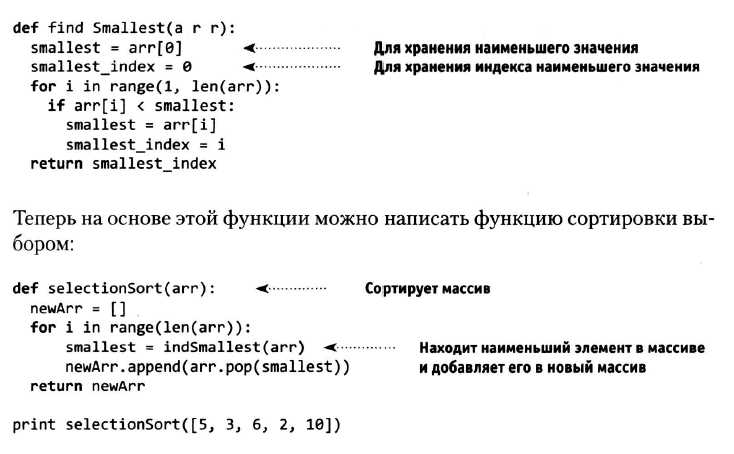 def find Smallest(a r r):
smallest = arr[0] Для хранения наименьшего значения
smallest_index = 0 Для хранения индекса наименьшего значения
for i in range(1, len(arr)):
if arr[i] < smallest:
smallest = arr[i]
smallest_index = i
return smallest_index
Теперь на основе этой функции можно написать функцию сортировки вы-
бором:
def selectionSort(arr): Сортирует массив
newArr = []
for i in range(len(arr)):
smallest = indSmallest(arr) Находит наименьший элемент в массиве
newArr.append(arr.pop(smallest)) и добавляет его в новый массив
return newArr
print selectionSort([5, 3, 6, 2, 10])